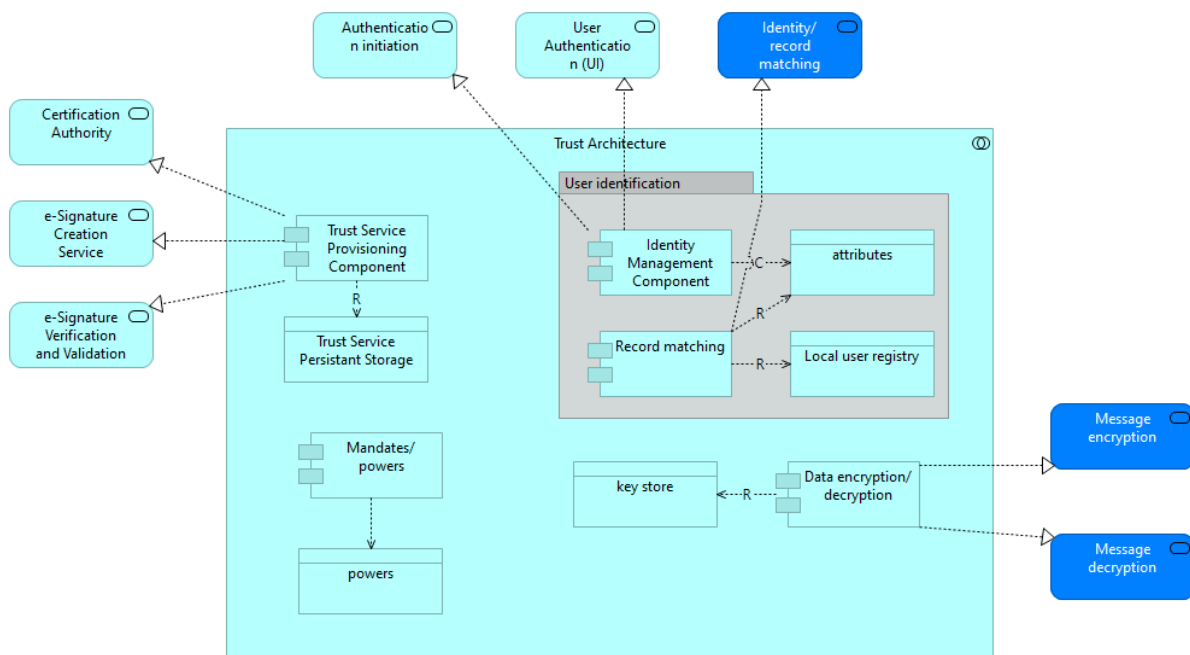 Authenticatio
n initiation
User
Authenticatio
n (UI)
Identity/
record
matching
Certification
Authority
Trust Architecture
User identification
e-Signature
Creation
Service
Trust Service
Provisioning
Component
Identity
Management
Component
C
attributes
R
R
e-Signature
Verification
and Validation
Trust Service
Persistant Storage
Record matching
R
Local user registry
Message
encryption
Mandates/
powers
key store
R
Data encryption/
decryption
Message
decryption
powers